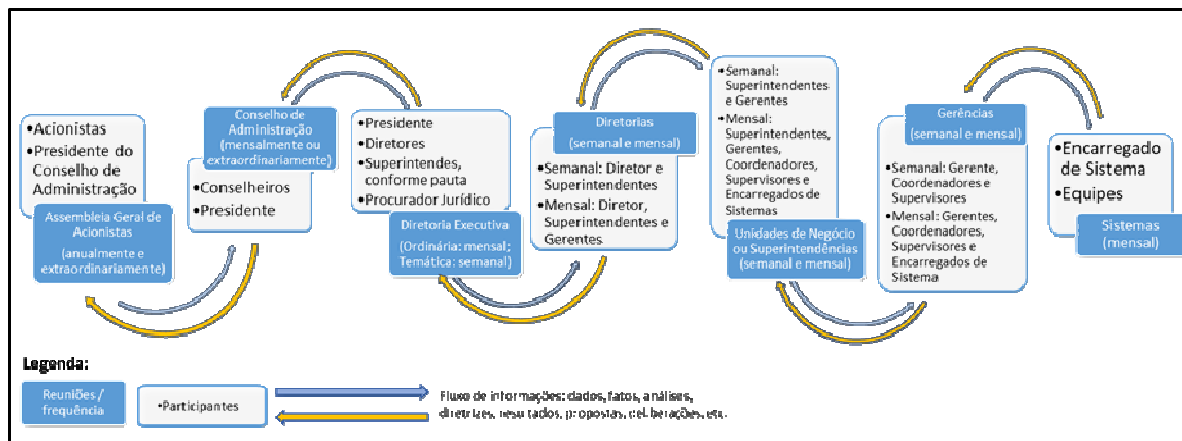 •Acionistas
•Presidente do
Conselho de
Administração
Assembleia Geral de
Acionistas
(anualmente e
extraordinariamente)
Conselho de
Administração
(mensalmente ou
extraordinariamente)
•Conselheiros
•Presidente
•Presidente
•Diretores
•Superintendes,
conforme pauta
•Procurador Jurídico
Diretoria Executiva
(Ordinária: mensal;
Temática: semanal)
Diretorias
(semanal e mensal)
•Semanal: Diretor e
Superintendentes
•Mensal: Diretor,
Superintendentes e
Gerentes
•Semanal:
Superintendentes
e Gerentes
•Mensal:
Superintendentes,
Gerentes,
Coordenadores,
Supervisores e
Encarregados de
Sistemas
Unidades de Negócio
ou Superintendências
(semanal e mensal)
Gerências
(semanal e mensal)
•Semanal: Gerente,
Coordenadores e
Supervisores
•Mensal: Gerentes,
Coordenadores,
Supervisores e
Encarregados de
Sistema
•Encarregado
de Sistema
•Equipes
Sistemas
(mensal)
Legenda:
Reuniões /
frequência
•Participantes
Fluxo de informações: dados, fatos, análises,
diretrizes, resultados, propostas, deliberações, etc.